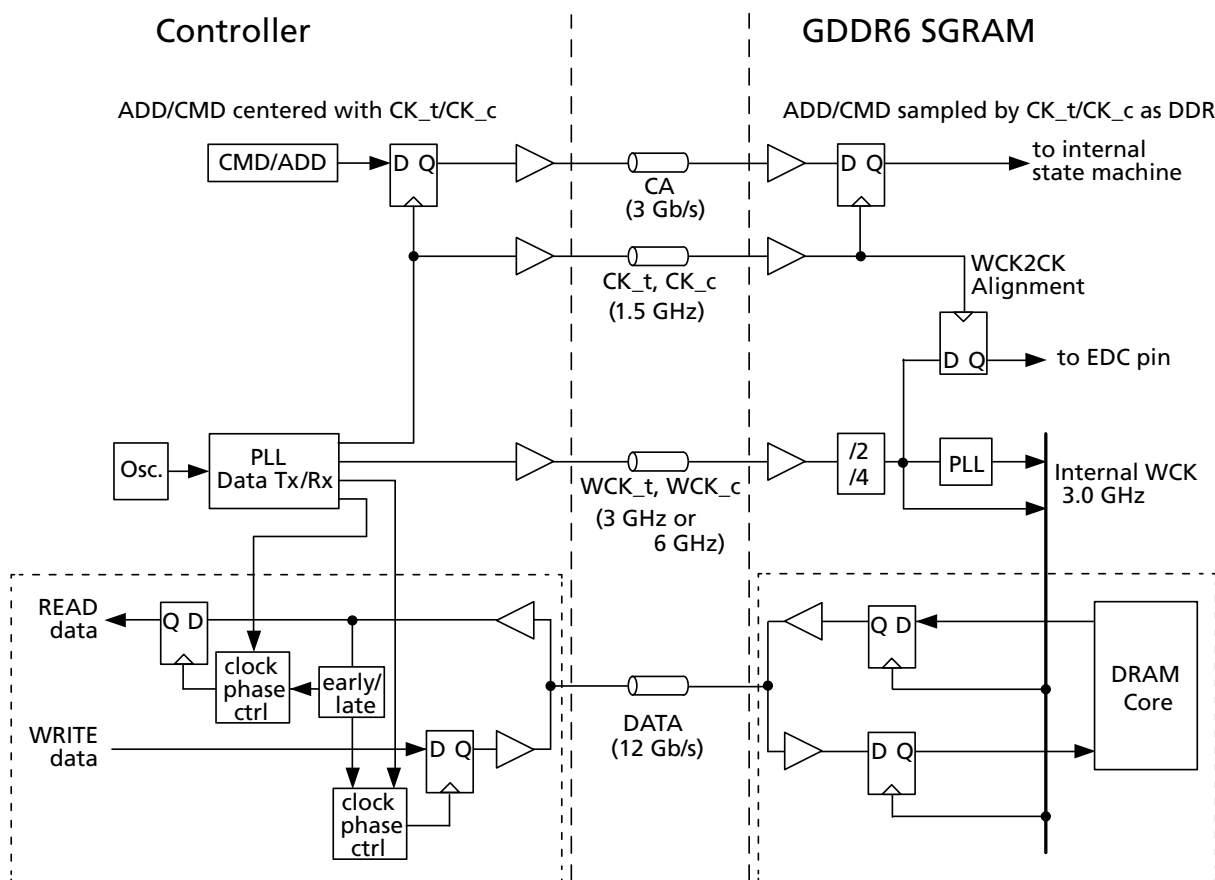 Controller
GDDR6 SGRAM
ADD/CMD centered with CK_t/CK_c
ADD/CMD sampled by CK_t/CK_c as DDR
CMD/ADD
D Q
D Q
to internal
state machine
CA
(3 Gb/s)
CK_t, CK_c
(1.5 GHz)
WCK2CK
Alignment
D Q
to EDC pin
Osc.
PLL
Data Tx/Rx
WCK_t, WCK_c
(3 GHz or
6 GHz)
/2
/4
PLL
Internal WCK
3.0 GHz
READ
data
Q D
clock
phase
ctrl
early/
late
Q D
DRAM
Core
DATA
(12 Gb/s)
WRITE
data
D Q
D Q
clock
phase
ctrl